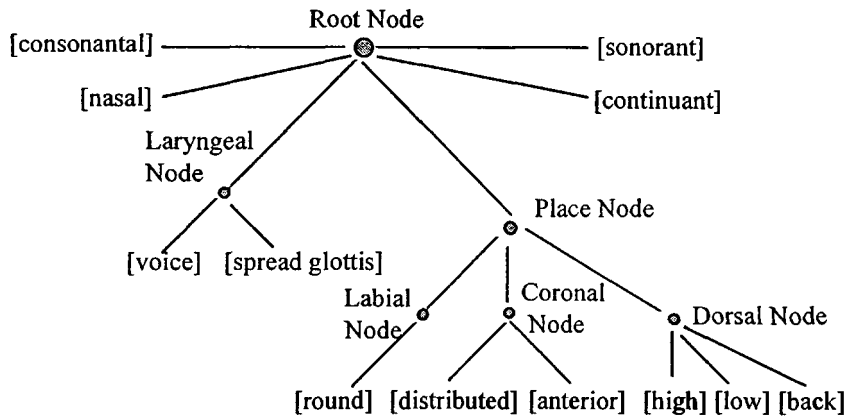 Root Node
[consonantal]
[sonorant]
[nasal]
[continuant]
Laryngeal
Node
Place Node
[voice]
[spread glottis]
Labial
Node
Coronal
Node
Dorsal Node
[round] [distributed] [anterior] [high] [low] [back]